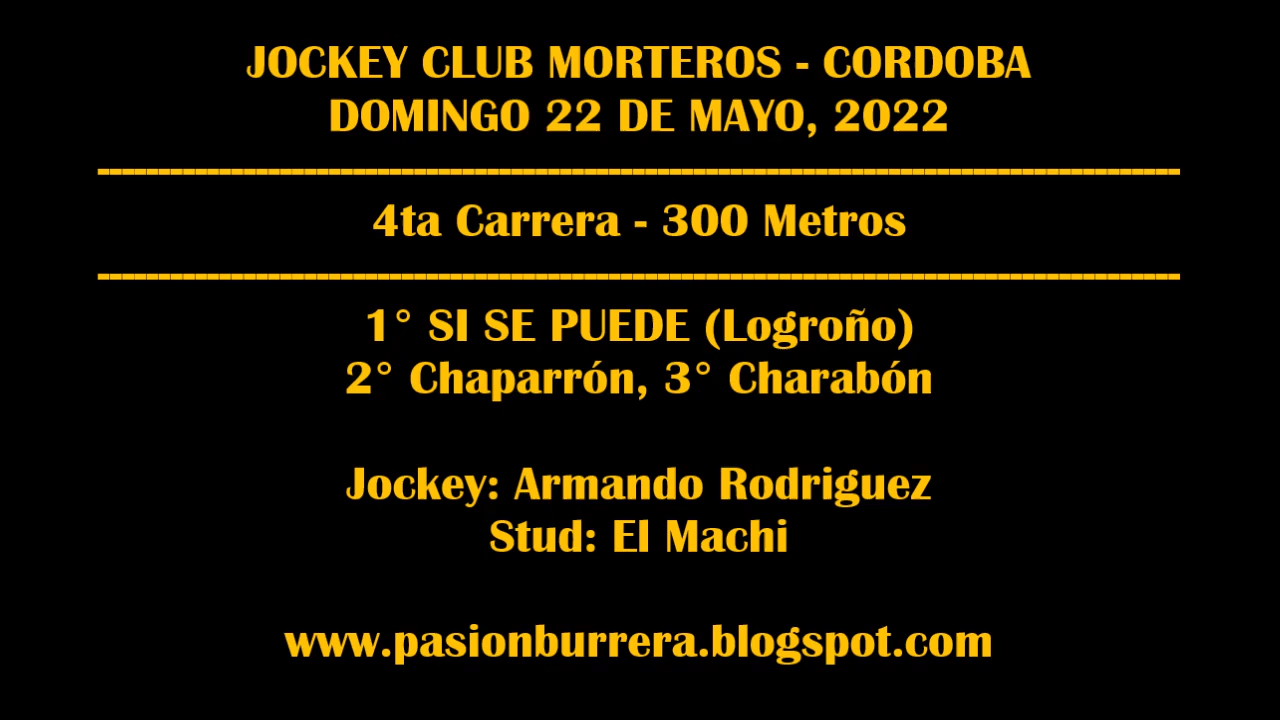 JOCKEY CLUB MORTEROS - CORDOBA
DOMINGO 22 DE MAYO, 2022
4ta Carrera - 300 Metros
1° SI SE PUEDE (Logroño)
2° Chaparrón, 3° Charabón
Jockey: Armando Rodriguez
Stud: El Machi
www.pasionburrera.blogspot.com